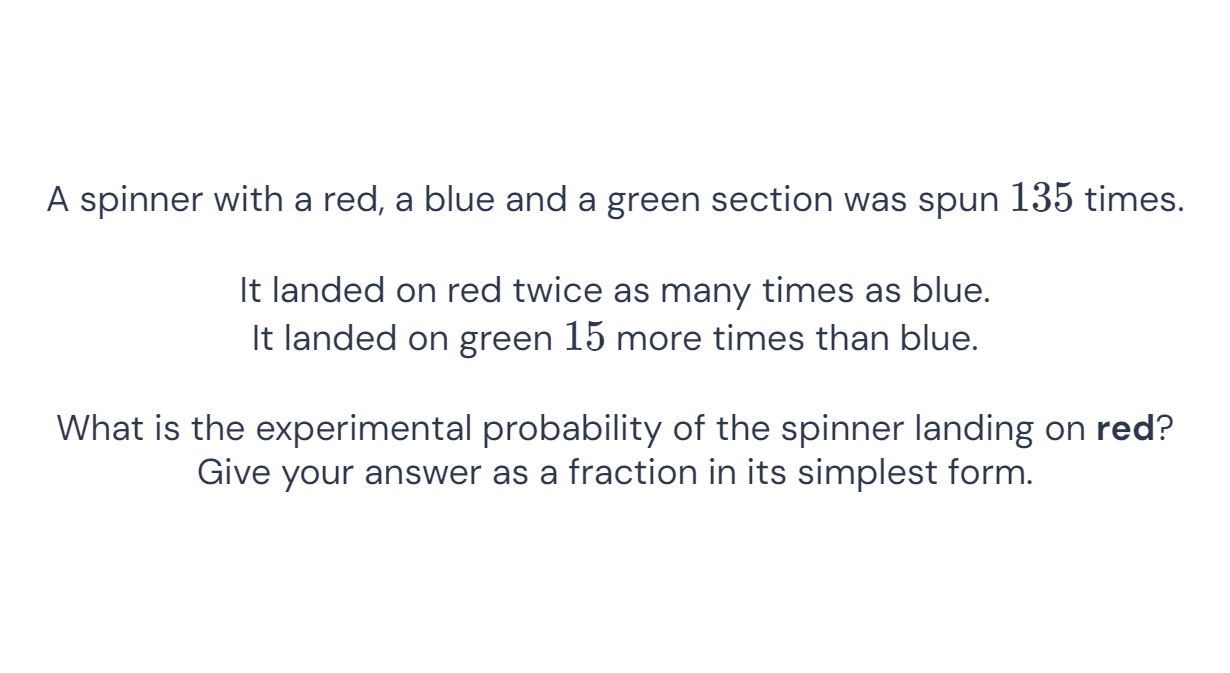 A spinner with a red, a blue and a green section was spun 135 times.
It landed on red twice as many times as blue.
It landed on green 15 more times than blue.
What is the experimental probability of the spinner landing on red?
Give your answer as a fraction in its simplest form.